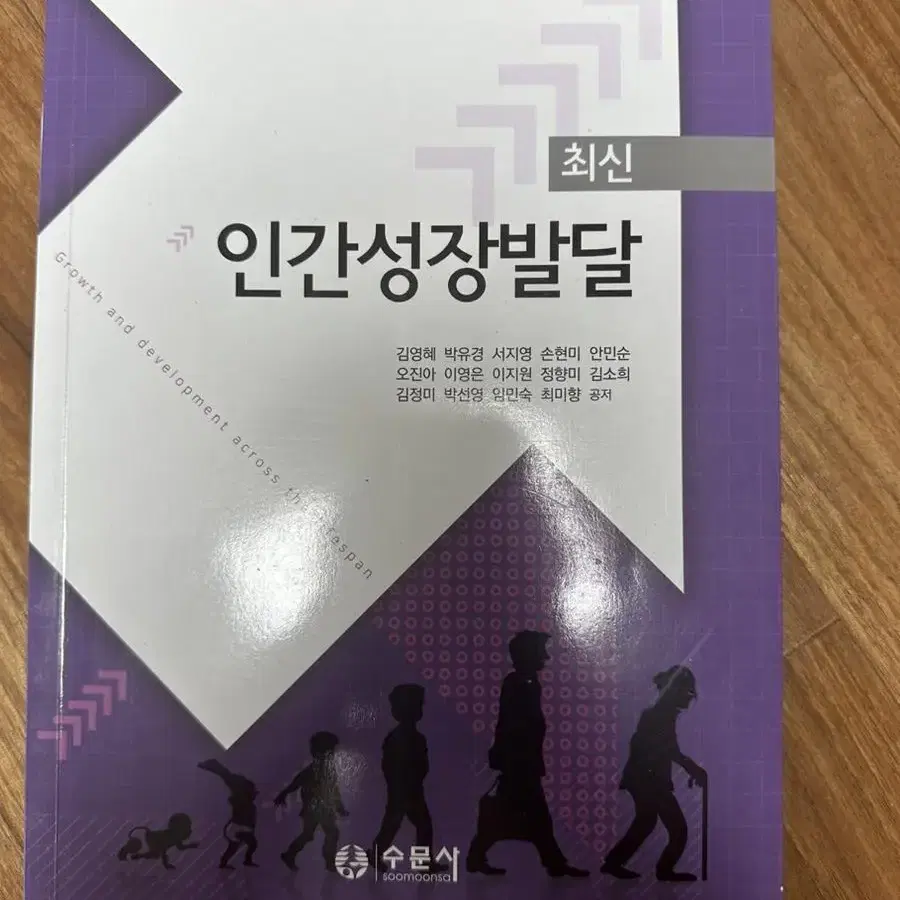 최신
인간성장발달
Growth and development across th respan
김영혜 박유경 서지영 손현미 안민순
오진아 이영은 이지원 정향미 김소희
김정미 박선영 임민숙 최미향 공저
수문사
soomoonsa